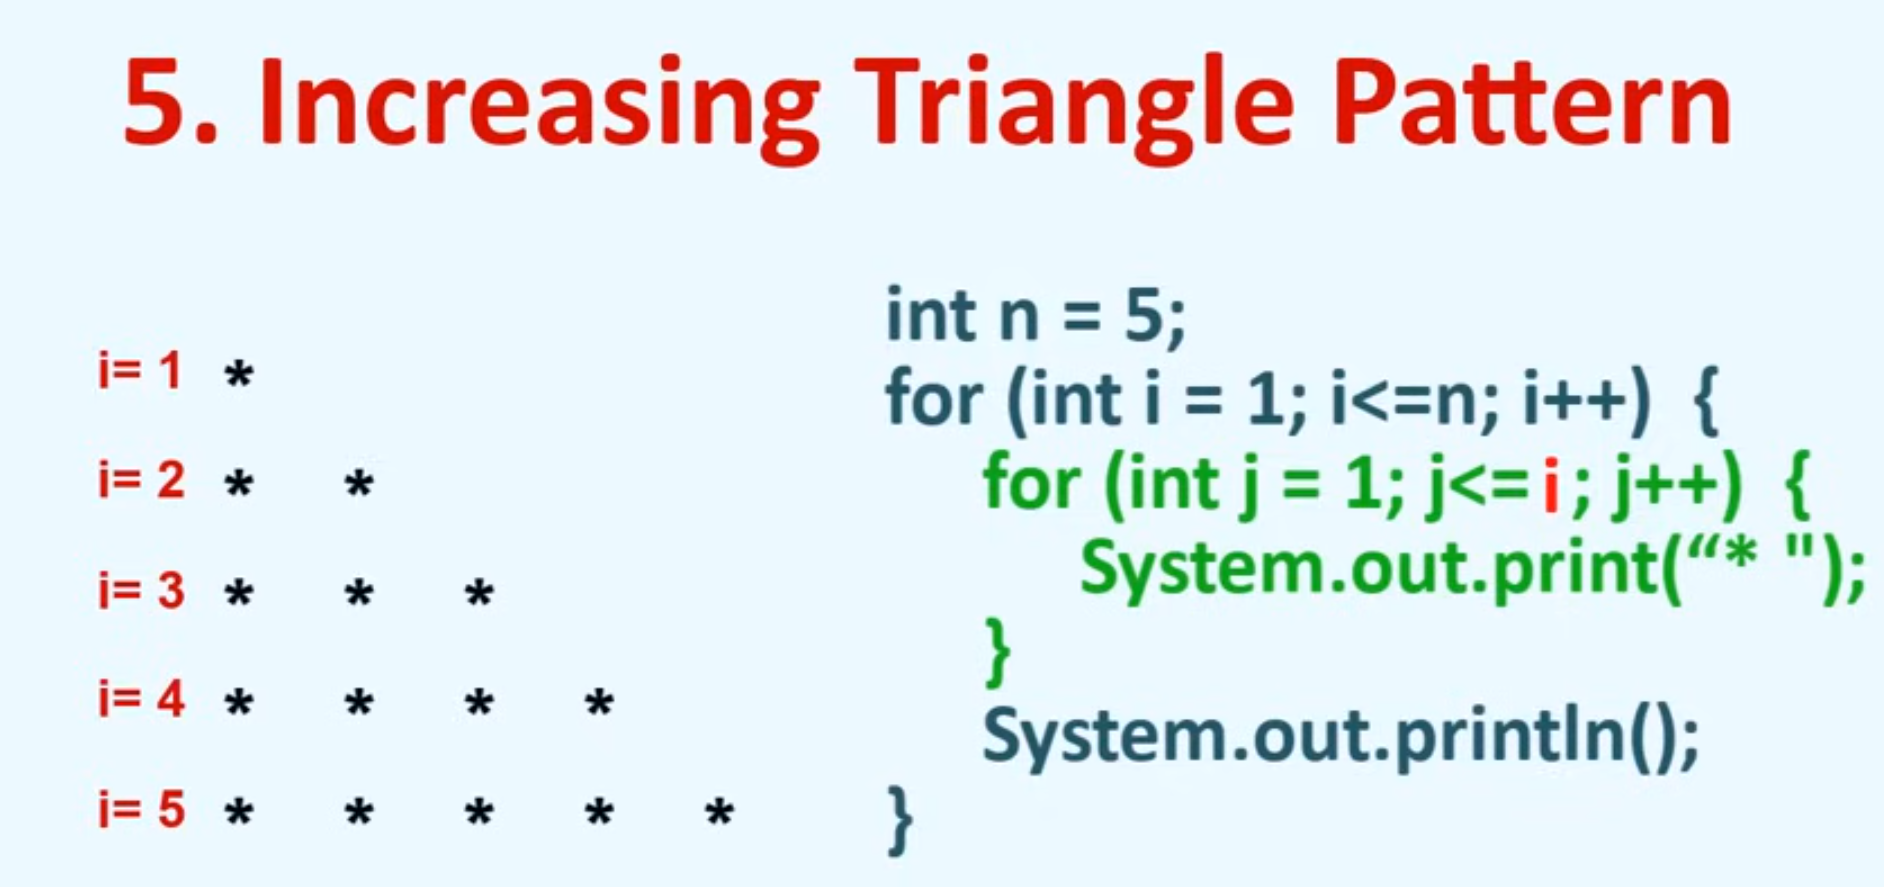 5. Increasing Triangle Pattern
i= 1 *
i= 2 * *
i= 3 * * *
i= 4 * * * *
i= 5 * * * * *
int n = 5;
for (int i = 1; i<=n; i++) {
for (int j = 1; j<=i; j++) {
System.out.print(“* ");
}
System.out.println();
}